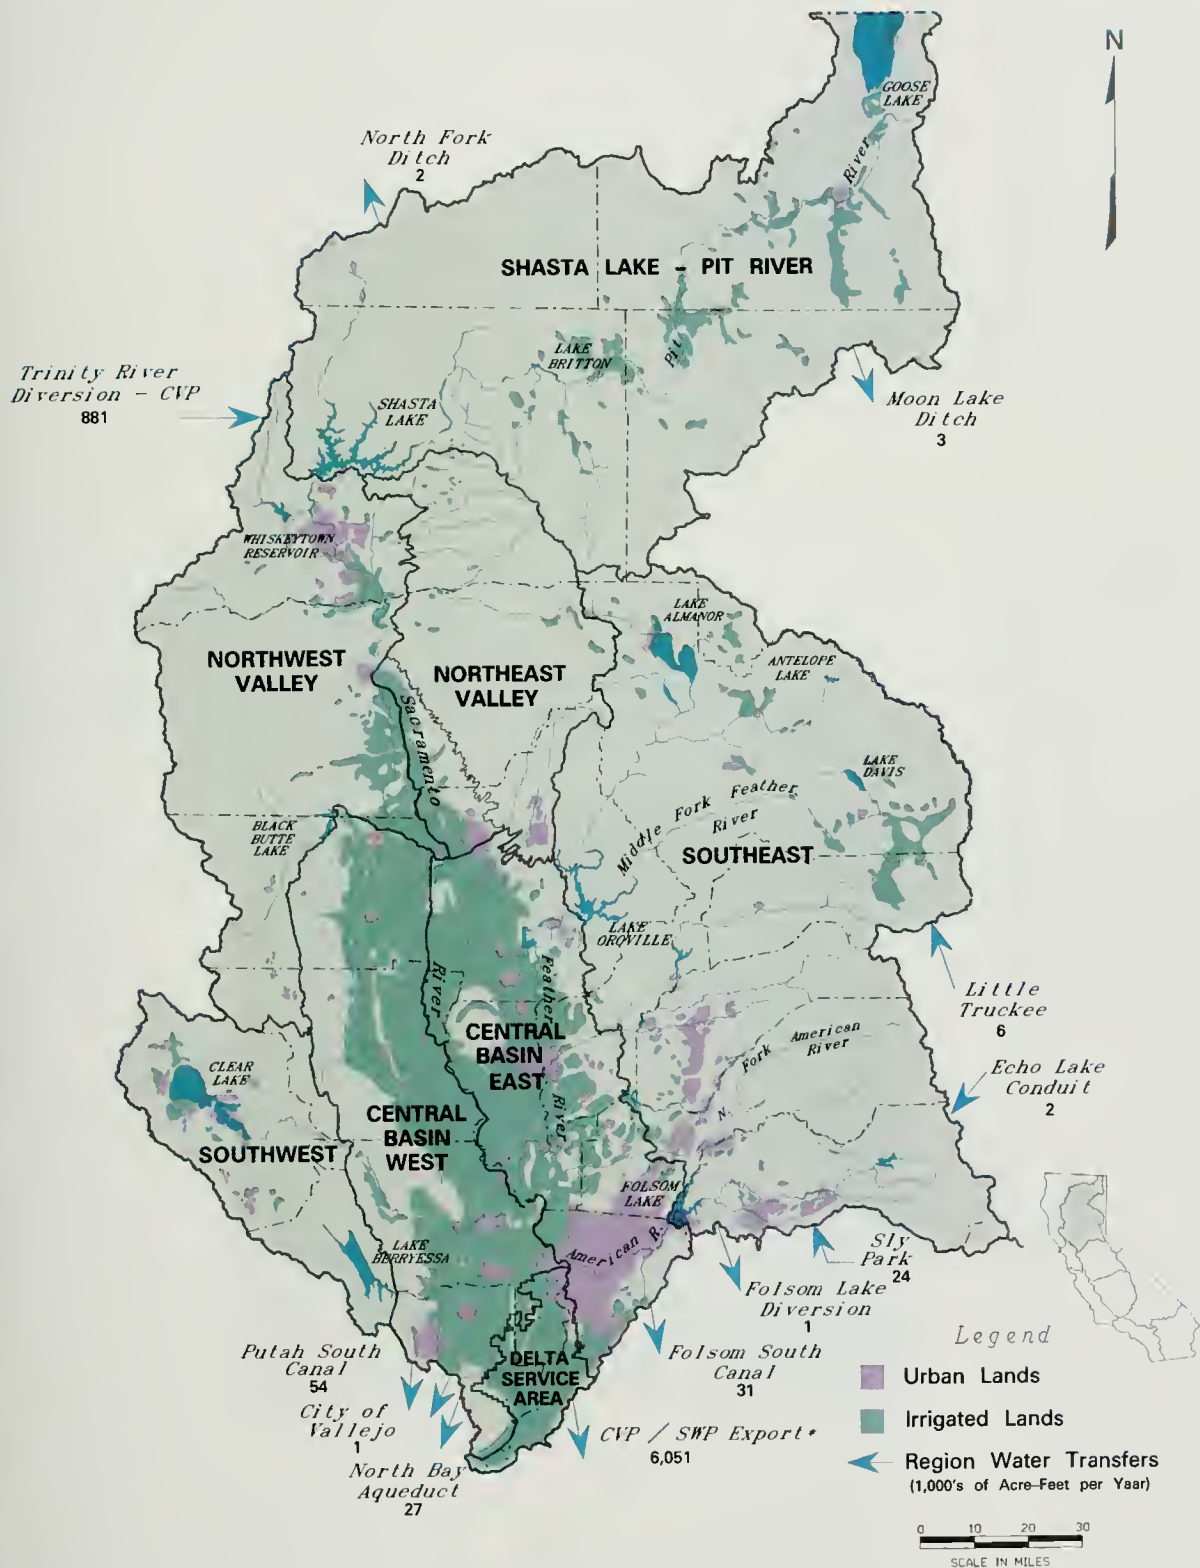 N
GOOSE
LAKE
North Fork
Ditch
2
River
SHASTA LAKE - PIT RIVER
Pit
LAKE
BRITTON
Trinity River
Diversion - CVP
881
SHASTA
LAKE
Moon Lake
Ditch
3
WHISKEYTOWN
RESERVOIR
LAKE
ALMANOR
NORTHWEST
VALLEY
NORTHEAST
VALLEY
ANTELOPE
LAKE
Sacramento
LAKE
DAVIS
Middle Fork Feather
River
BLACK
BUTTE
LAKE
SOUTHEAST
LAKE
OROVILLE
River
Feather
Little
Truckee
6
CENTRAL
BASIN
EAST
Fork American
River
N
CLEAR
LAKE
Echo Lake
Conduit
2
River
CENTRAL
BASIN
WEST
SOUTHWEST
FOLSOM
LAKE
American R.
LAKE
BERRYESSA
Sly
Park
24
Folsom Lake
Diversion
1
Putah South
Canal
54
Folsom South
Canal
31
DELTA
SERVICE
AREA
City of
Vallejo
1
CVP / SWP Export*
6,051
North Bay
Aqueduct
27
Legend
Urban Lands
Irrigated Lands
Region Water Transfers
(1,000's of Acre-Feet per Yaar)
0 10 20 30
SCALE IN MILES